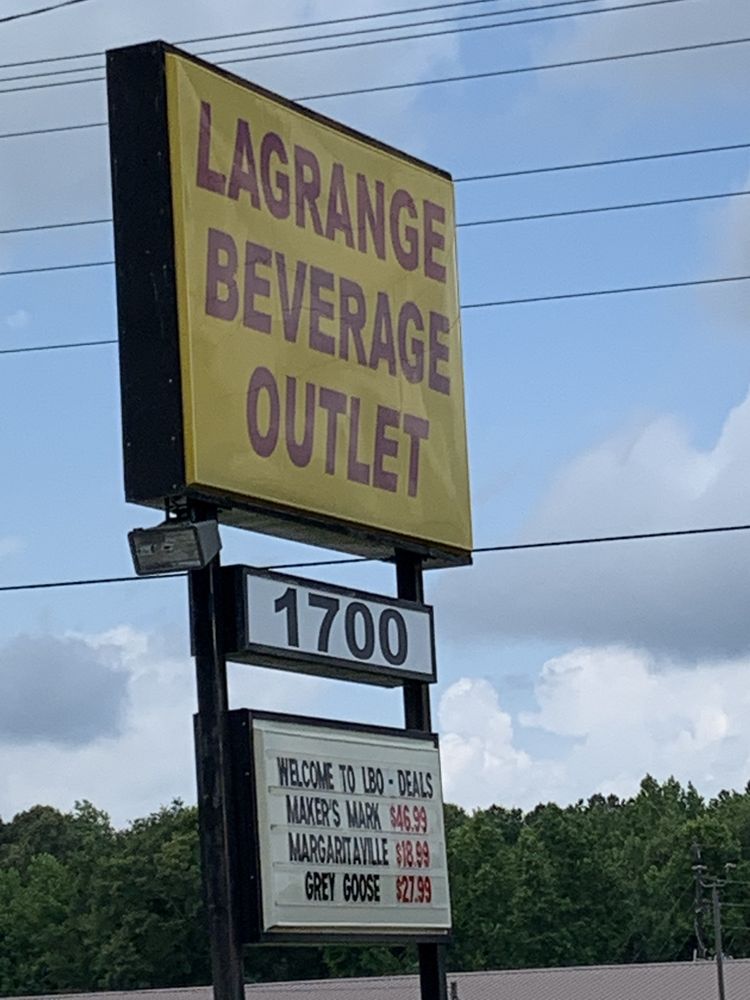 LAGRANGE
BEVERAGE
OUTLET
1700
WELCOME TO LBO - DEALS
MAKER'S MARK $46.99
MARGARITAVILLE $18.99
GREY GOOSE $27.99